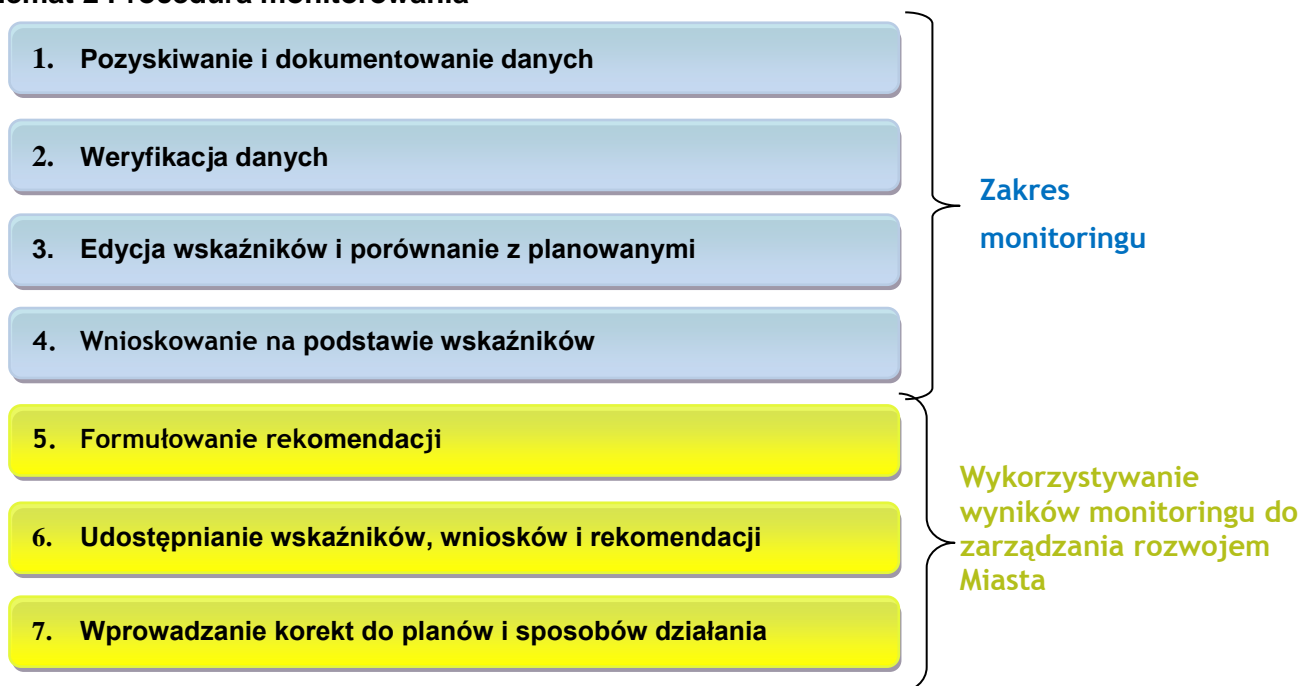 Procedura monitorowania
1. Pozyskiwanie i dokumentowanie danych
2. Weryfikacja danych
3. Edycja wskaźników i porównanie z planowanymi
4. Wnioskowanie na podstawie wskaźników
Zakres
monitoringu
5. Formułowanie rekomendacji
6. Udostępnianie wskaźników, wniosków i rekomendacji
7. Wprowadzanie korekt do planów i sposobów działania
Wykorzystywanie
wyników monitoringu do
zarządzania rozwojem
Miasta